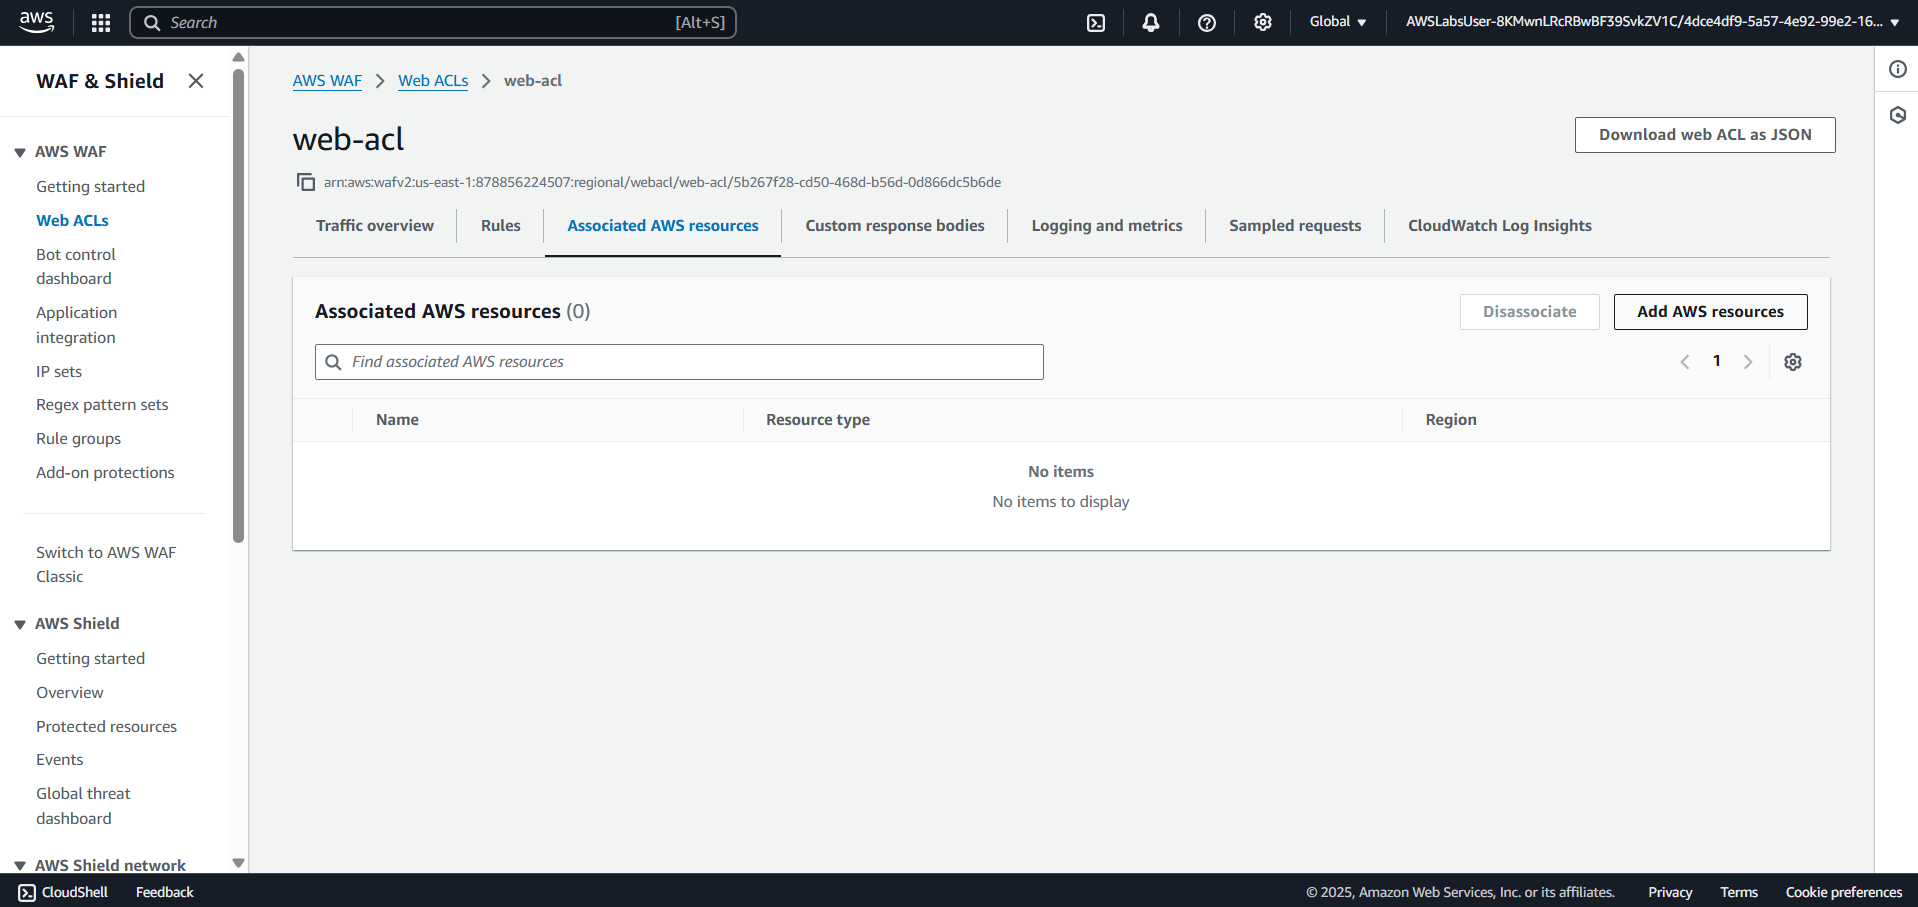 aws
Search
[Alt+S]
Global
AWSLabsUser-8KMwnLRcRBwBF39SvkZV1C/4dce4df9-5a57-4e92-99e2-16...
WAF & Shield
AWS WAF
Getting started
Web ACLs
Bot control
dashboard
Application
integration
IP sets
Regex pattern sets
Rule groups
Add-on protections
Switch to AWS WAF
Classic
AWS Shield
Getting started
Overview
Protected resources
Events
Global threat
dashboard
AWS Shield network
AWS WAF > Web ACLs > web-acl
web-acl
Download web ACL as JSON
arn:aws:wafv2:us-east-1:878856224507:regional/webacl/web-acl/5b267f28-cd50-468d-b56d-0d866dc5b6de
Traffic overview
Rules
Associated AWS resources
Custom response bodies
Logging and metrics
Sampled requests
CloudWatch Log Insights
Associated AWS resources (0)
Disassociate
Add AWS resources
Find associated AWS resources
1
Name
Resource type
Region
No items
No items to display
CloudShell
Feedback
© 2025, Amazon Web Services, Inc. or its affiliates.
Privacy
Terms
Cookie preferences